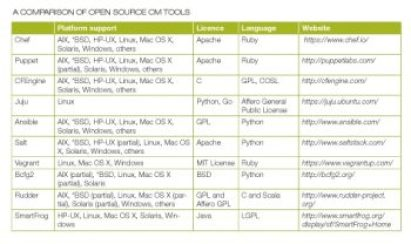 A COMPARISON OF OPEN SOURCE CM TOOLS
Platform support Licence Language Website
Chef AIX, *BSD, HP-UX, Linux, Mac OS X, Apache Ruby https://www.chef.io/
Solaris, Windows, others
Puppet AIX, *BSD, HP-UX, Linux, Mac OS X Apache Ruby http://puppetlabs.com/
(partial), Solaris, Windows, others
CFEngine AIX, *BSD, HP-UX, Linux, Mac OS X, C GPL, COSL http://cfengine.com/
Solaris, Windows, others
Juju Linux Python, Go Affero General https://juju.ubuntu.com/
Public License
Ansible AIX, *BSD, HP-UX, Linux, Mac OS X, GPL Python http://www.ansible.com/
Solaris, Windows, others
Salt AIX, *BSD, HP-UX (partial), Linux, Mac OS Apache Python http://www.saltstack.com/
X, Solaris, Windows, others
Vagrant Linux, Mac OS X, Windows MIT License Ruby https://www.vagrantup.com/
Bcfg2 AIX (partial), *BSD, Linux, Mac OS X BSD Python http://bcfg2.org/
(partial), Solaris
Rudder AIX, *BSD (partial), Linux, Mac OS X (par- GPL and C and Scala http://www.rudder-project.
tial), Solaris (partial), Windows, others Affero GPL org/
SmartFrog HP-UX, Linux, Mac OS X, Solaris, Win- Java LGPL http://www.smartfrog.org/
dows display/sf/SmartFrog+Home